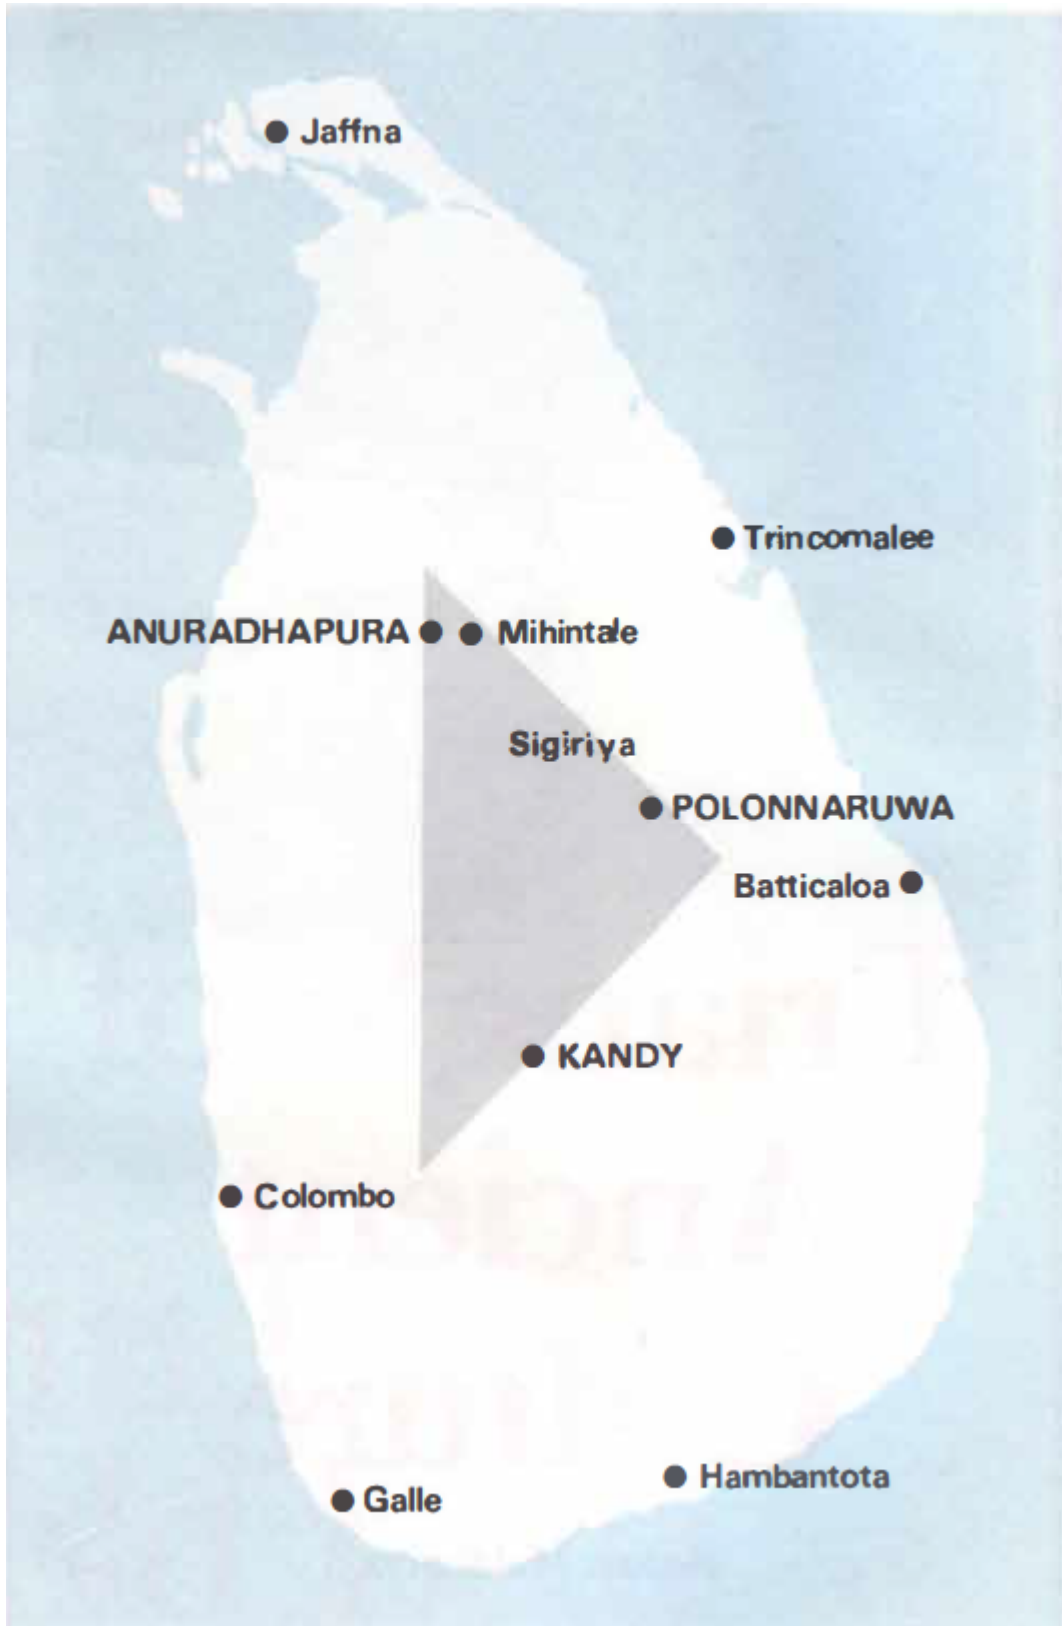 Jaffna
Trincomalee
ANURADHAPURA
Mihintale
Sigiriya
POLONNARUWA
Batticaloa
KANDY
Colombo
Hambantota
Galle